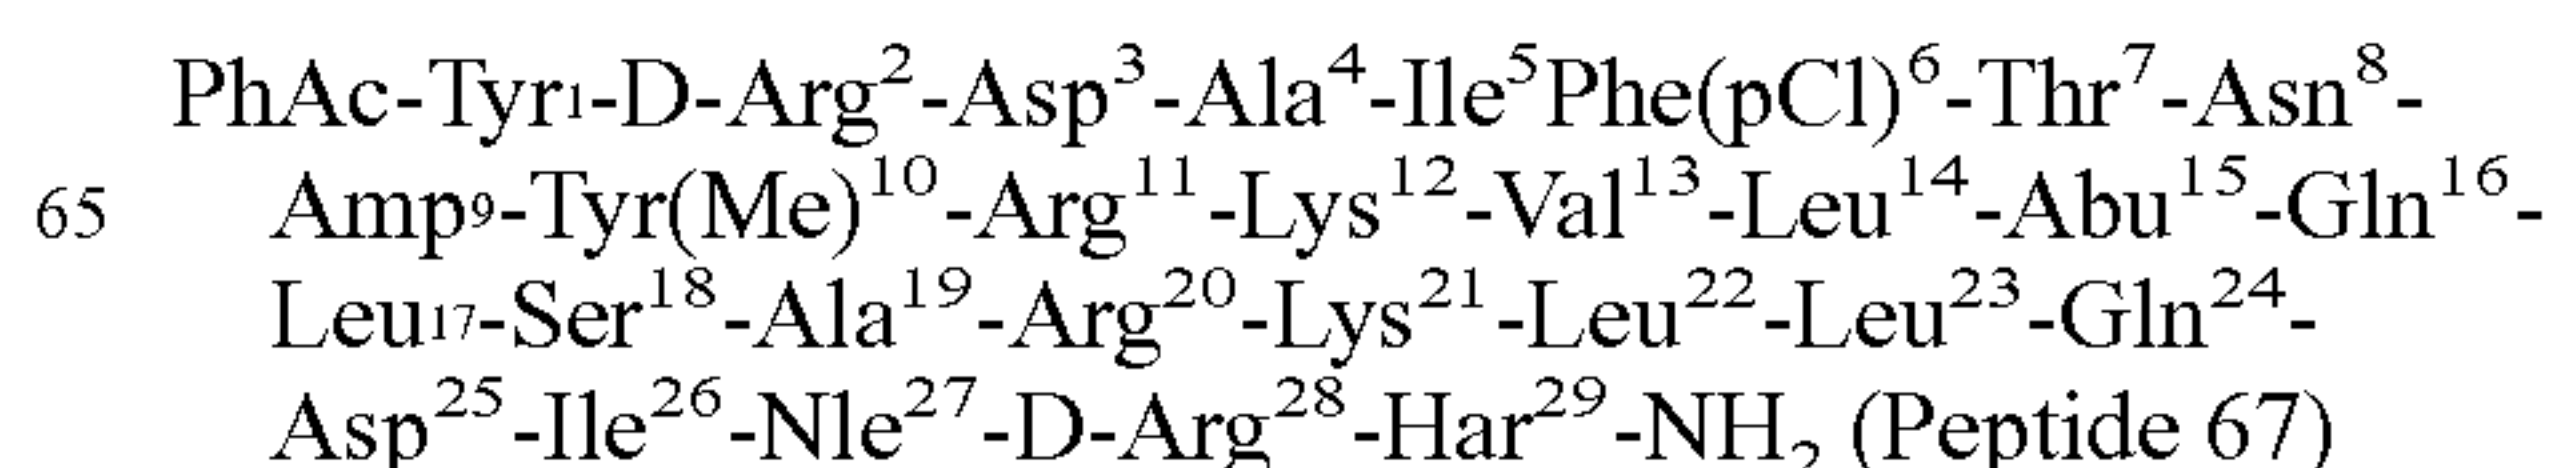 PhAc-Tyr1-D-Arg²-Asp³-Ala⁴-Ile⁵Phe(pCl)⁶-Thr⁷-Asn⁸-
65 Amp9-Tyr(Me)¹⁰-Arg¹¹-Lys¹²-Val¹³-Leu¹⁴-Abu¹⁵-Gln¹⁶-
Leu17-Ser¹⁸-Ala¹⁹-Arg²⁰-Lys²¹-Leu²²-Leu²³-Gln²⁴-
Asp²⁵-Ile²⁶-Nle²⁷-D-Arg²⁸-Har²⁹-NH₂ (Peptide 67)